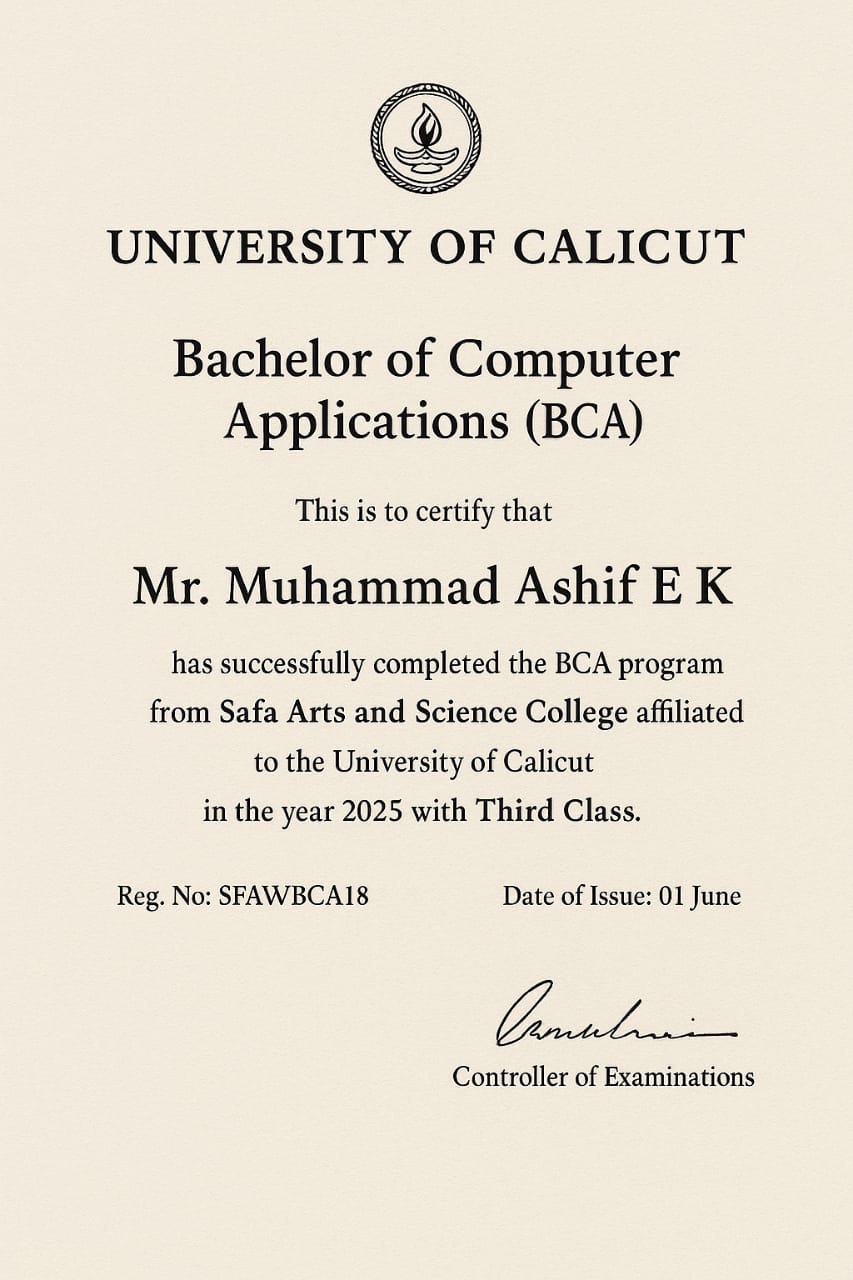 UNIVERSITY OF CALICUT
Bachelor of Computer
Applications (BCA)
This is to certify that
Mr. Muhammad Ashif E K
has successfully completed the BCA program
from Safa Arts and Science College affiliated
to the University of Calicut
in the year 2025 with Third Class.
Reg. No: SFAWBCA18 Date of Issue: 01 June
Controller of Examinations